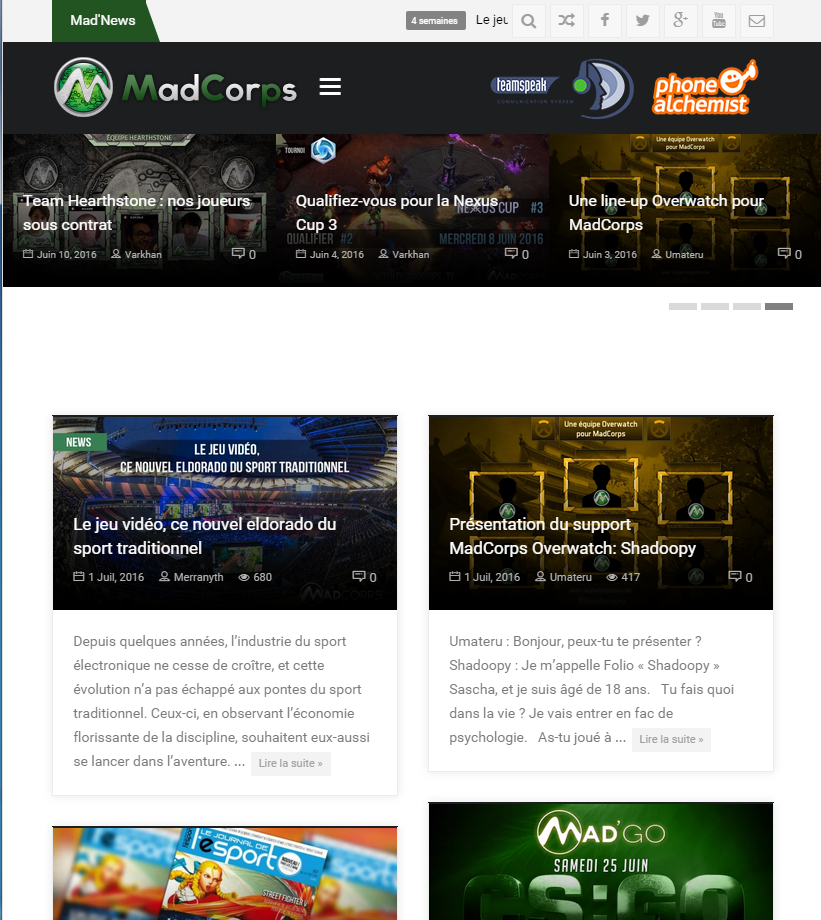 Mad'News
4 semaines
Le jeu
g+
You
Tube
MadCorps
teamspeak
COMMUNICATION SYSTEM
phone
alchemist
ÉQUIPE HEARTHSTONE
Team Hearthstone : nos joueurs
sous contrat
Juin 10, 2016 Varkhan 0
TOURNOI
Qualifiez-vous pour la Nexus
Cup 3
NEXUS CUP #3
QUALIFIER #2 MERCREDI 8 JUIN 2016
Juin 4, 2016 Varkhan 0
Une équipe Overwatch
pour MadCorps
Une line-up Overwatch pour
MadCorps
Juin 3, 2016 Umateru 0
NEWS
LE JEU VIDÉO,
CE NOUVEL ELDORADO DU SPORT TRADITIONNEL
Le jeu vidéo, ce nouvel eldorado du
sport traditionnel
1 Juil, 2016 Merranyth 680 0
MADCORPS
Depuis quelques années, l’industrie du sport
électronique ne cesse de croître, et cette
évolution n’a pas échappé aux pontes du sport
traditionnel. Ceux-ci, en observant l’économie
florissante de la discipline, souhaitent eux-aussi
se lancer dans l’aventure. ... Lire la suite »
Une équipe Overwatch
pour MadCorps
Présentation du support
MadCorps Overwatch: Shadoopy
1 Juil, 2016 Umateru 417 0
Umateru : Bonjour, peux-tu te présenter ?
Shadoopy : Je m’appelle Folio « Shadoopy »
Sascha, et je suis âgé de 18 ans. Tu fais quoi
dans la vie ? Je vais entrer en fac de
psychologie. As-tu joué à ... Lire la suite »
LE JOURNAL DE
esport
STREET FIGHTER V
MAD'GO
SAMEDI 25 JUIN
CS:GO